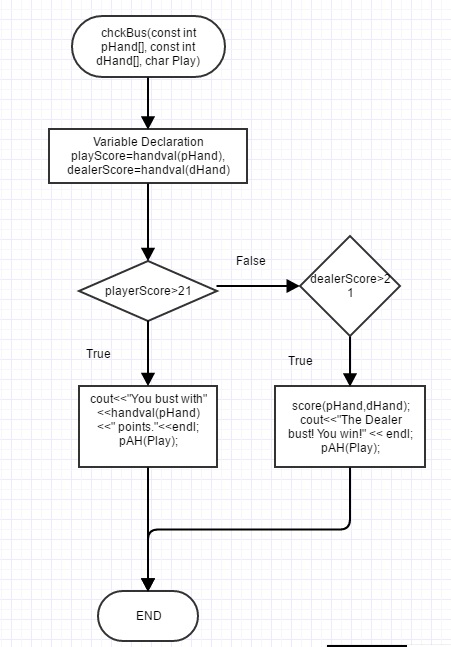 chckBus(const int
pHand[], const int
dHand[], char Play)
Variable Declaration
playScore=handval(pHand),
dealerScore=handval(dHand)
False
playerScore>21
dealerScore>2
1
True
True
cout<<"You bust with"
<<handval(pHand)
<<" points."<<endl;
pAH(Play);
score(pHand,dHand);
cout<<"The Dealer
bust! You win!" << endl;
pAH(Play);
END